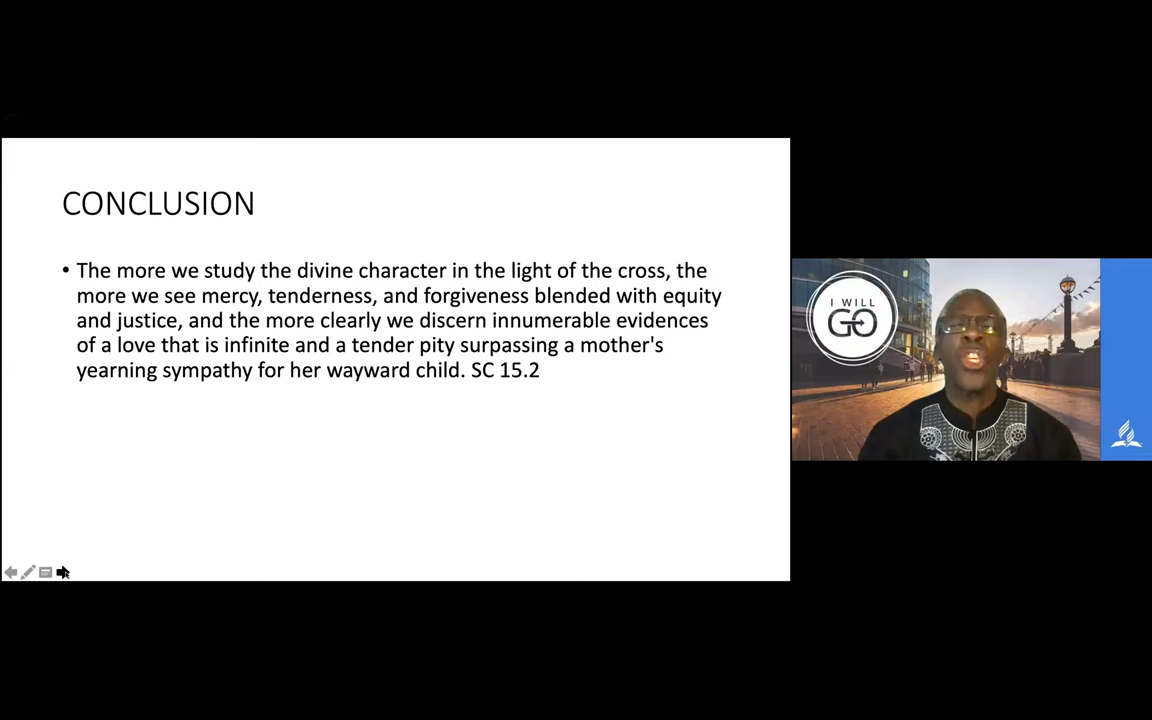 CONCLUSION
• The more we study the divine character in the light of the cross, the
more we see mercy, tenderness, and forgiveness blended with equity
and justice, and the more clearly we discern innumerable evidences
of a love that is infinite and a tender pity surpassing a mother's
yearning sympathy for her wayward child. SC 15.2
I WILL
GO